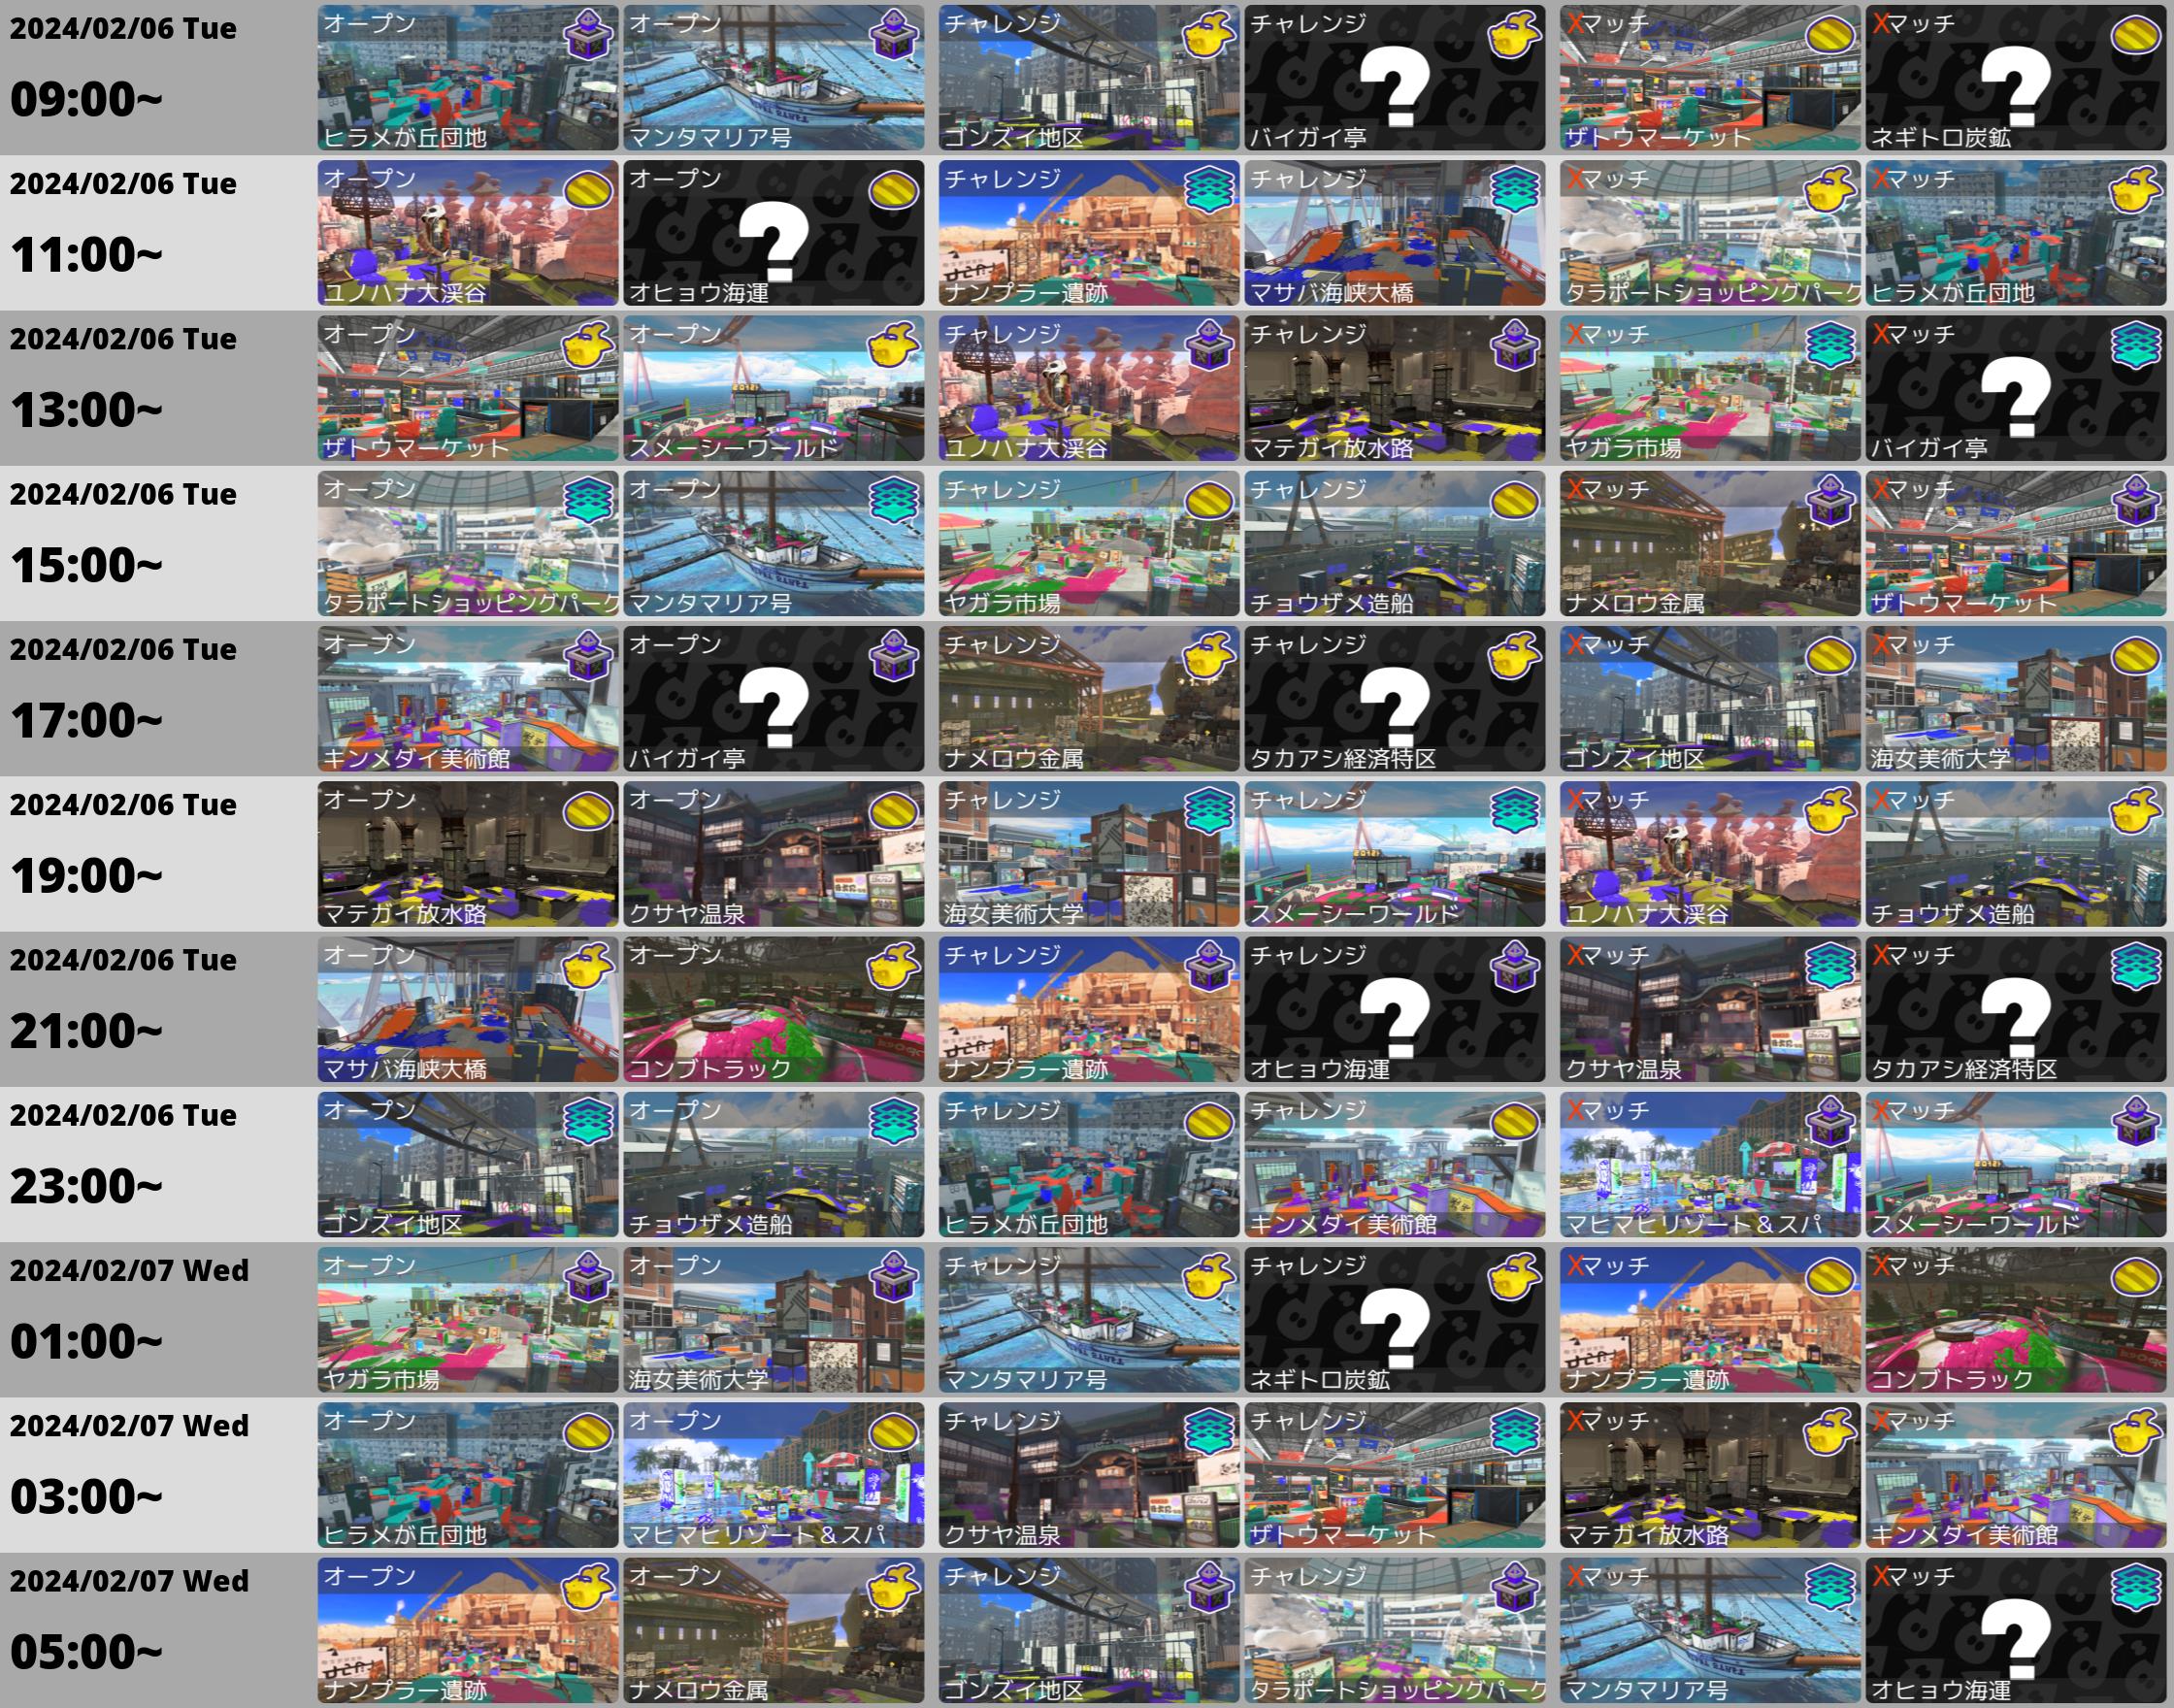 2024/02/06 Tue
09:00~
オープン
ヒラメが丘団地
オープン
マンタマリア号
チャレンジ
ゴンズイ地区
チャレンジ
?
バイガイ亭
Xマッチ
ザトウマーケット
Xマッチ
?
ネギトロ炭鉱
2024/02/06 Tue
11:00~
オープン
ユノハナ大渓谷
オープン
?
オヒョウ海運
チャレンジ
ナンプラー遺跡
チャレンジ
マサバ海峡大橋
Xマッチ
タラポートショッピングパーク
Xマッチ
ヒラメが丘団地
2024/02/06 Tue
13:00~
オープン
ザトウマーケット
オープン
スメーシーワールド
チャレンジ
ユノハナ大渓谷
チャレンジ
マテガイ放水路
Xマッチ
ヤガラ市場
Xマッチ
?
バイガイ亭
2024/02/06 Tue
15:00~
オープン
タラポートショッピングパーク
オープン
マンタマリア号
チャレンジ
ヤガラ市場
チャレンジ
チョウザメ造船
Xマッチ
ナメロウ金属
Xマッチ
ザトウマーケット
2024/02/06 Tue
17:00~
オープン
キンメダイ美術館
オープン
?
バイガイ亭
チャレンジ
ナメロウ金属
チャレンジ
?
タカアシ経済特区
Xマッチ
ゴンズイ地区
Xマッチ
海女美術大学
2024/02/06 Tue
19:00~
オープン
マテガイ放水路
オープン
クサヤ温泉
チャレンジ
海女美術大学
チャレンジ
スメーシーワールド
Xマッチ
ユノハナ大渓谷
Xマッチ
チョウザメ造船
2024/02/06 Tue
21:00~
オープン
マサバ海峡大橋
オープン
コンブトラック
チャレンジ
ナンプラー遺跡
チャレンジ
?
オヒョウ海運
Xマッチ
クサヤ温泉
Xマッチ
?
タカアシ経済特区
2024/02/06 Tue
23:00~
オープン
ゴンズイ地区
オープン
チョウザメ造船
チャレンジ
ヒラメが丘団地
チャレンジ
キンメダイ美術館
Xマッチ
マヒマヒリゾート＆スパ
Xマッチ
スメーシーワールド
2024/02/07 Wed
01:00~
オープン
ヤガラ市場
オープン
海女美術大学
チャレンジ
マンタマリア号
チャレンジ
?
ネギトロ炭鉱
Xマッチ
ナンプラー遺跡
Xマッチ
コンブトラック
2024/02/07 Wed
03:00~
オープン
ヒラメが丘団地
オープン
マヒマヒリゾート＆スパ
チャレンジ
クサヤ温泉
チャレンジ
ザトウマーケット
Xマッチ
マテガイ放水路
Xマッチ
キンメダイ美術館
2024/02/07 Wed
05:00~
オープン
ナンプラー遺跡
オープン
ナメロウ金属
チャレンジ
ゴンズイ地区
チャレンジ
タラポートショッピングパーク
Xマッチ
マンタマリア号
Xマッチ
?
オヒョウ海運